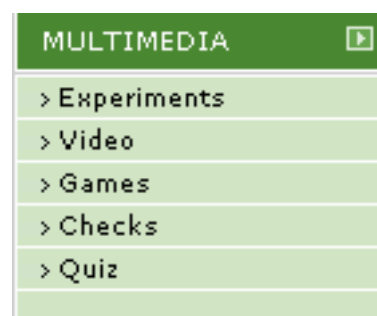 MULTIMEDIA
> Experiments
> Video
> Games
> Checks
> Quiz